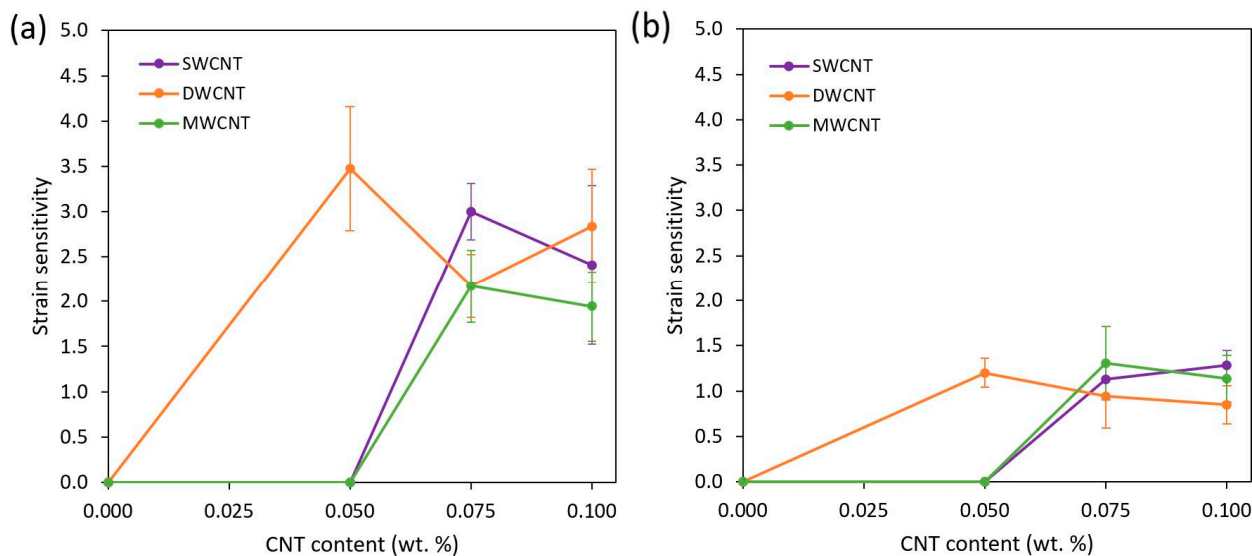 (a)
5.0
4.5
4.0
3.5
3.0
2.5
2.0
1.5
1.0
0.5
0.0
Strain sensitivity
SWCNT
DWCNT
MWCNT
0.000
0.025
0.050
0.075
0.100
CNT content (wt. %)
(b)
5.0
4.5
4.0
3.5
3.0
2.5
2.0
1.5
1.0
0.5
0.0
Strain sensitivity
SWCNT
DWCNT
MWCNT
0.000
0.025
0.050
0.075
0.100
CNT content (wt. %)